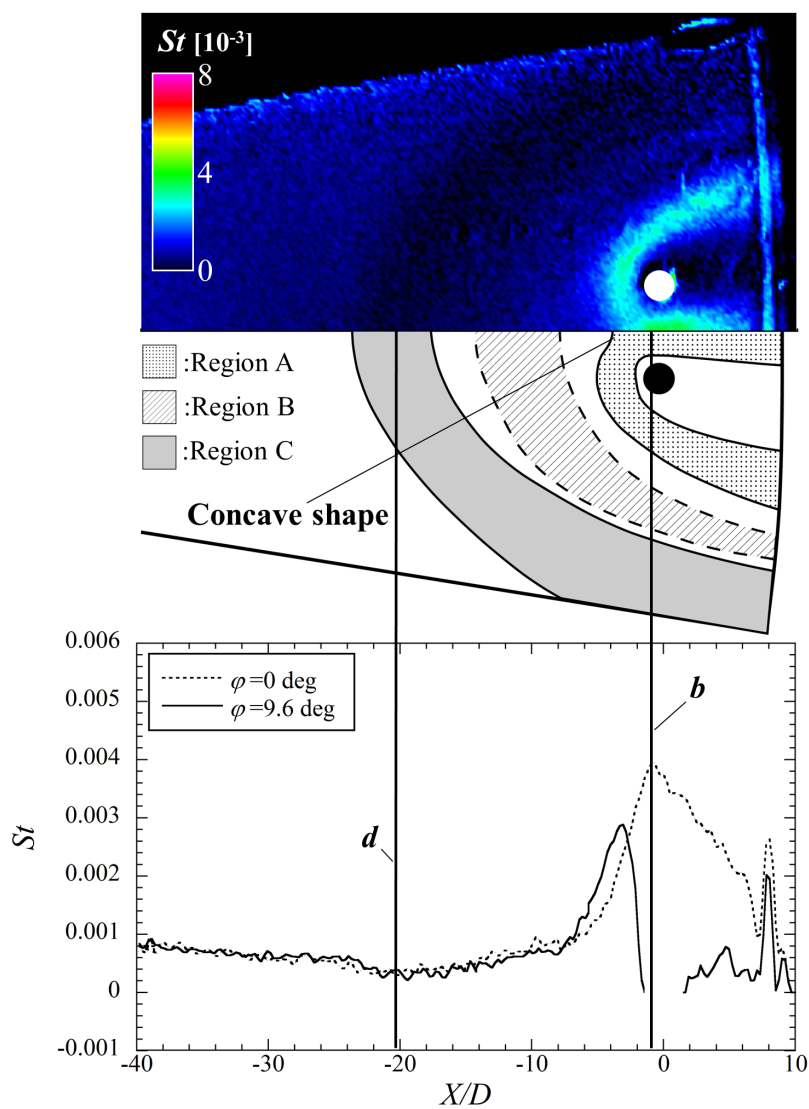 St [10-3]
8
4
0
:Region A
:Region B
:Region C
Concave shape
0.006
0.005
0.004
0.003
0.002
0.001
0
-0.001
St
φ=0 deg
φ=9.6 deg
b
d
-40 -30 -20 -10 0 10
X/D